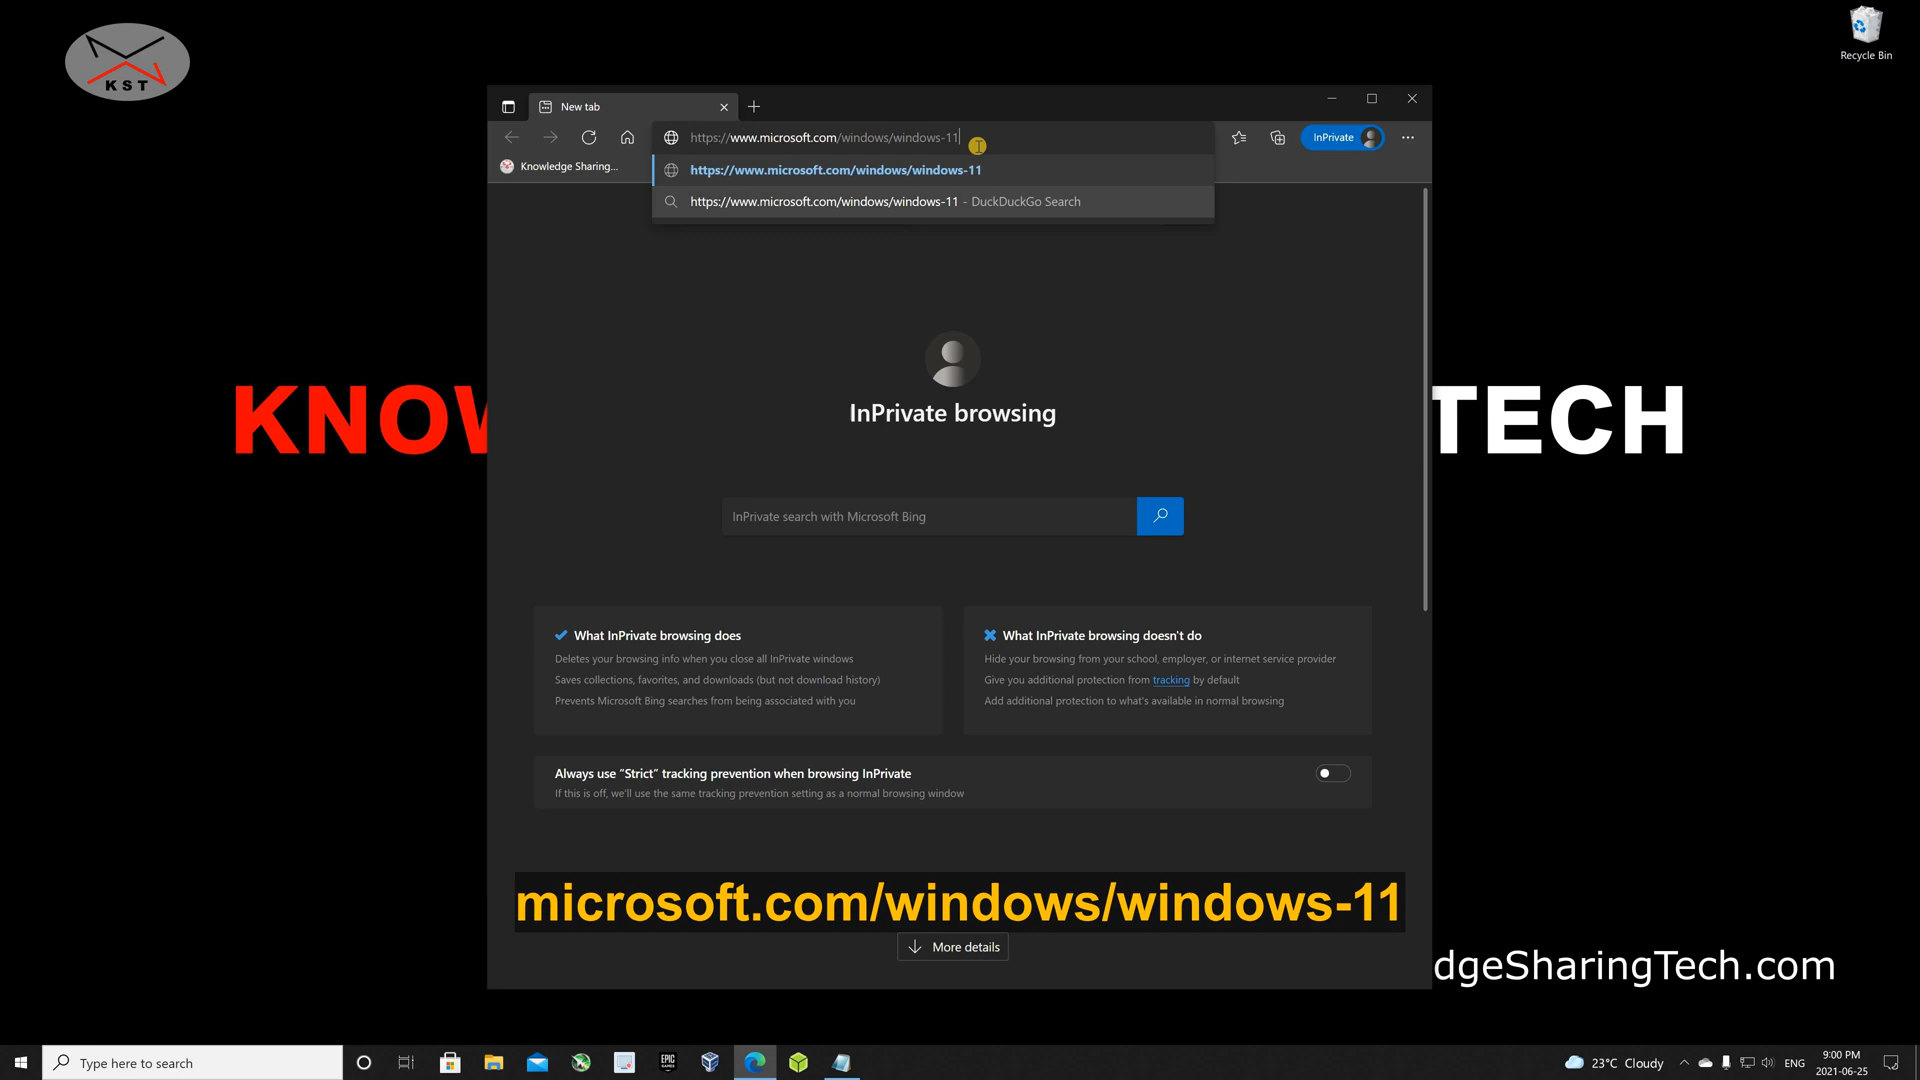 KST
Recycle Bin
New tab
https://www.microsoft.com/windows/windows-11
InPrivate
Knowledge Sharing...
https://www.microsoft.com/windows/windows-11
https://www.microsoft.com/windows/windows-11 - DuckDuckGo Search
InPrivate browsing
TECH
InPrivate search with Microsoft Bing
What InPrivate browsing does
Deletes your browsing info when you close all InPrivate windows
Saves collections, favorites, and downloads (but not download history)
Prevents Microsoft Bing searches from being associated with you
What InPrivate browsing doesn't do
Hide your browsing from your school, employer, or internet service provider
Give you additional protection from tracking by default
Add additional protection to what's available in normal browsing
Always use "Strict" tracking prevention when browsing InPrivate
If this is off, we'll use the same tracking prevention setting as a normal browsing window
microsoft.com/windows/windows-11
More details
dgeSharingTech.com
Type here to search
EPIC
GAMES
23°C Cloudy
ENG
9:00 PM
2021-06-25